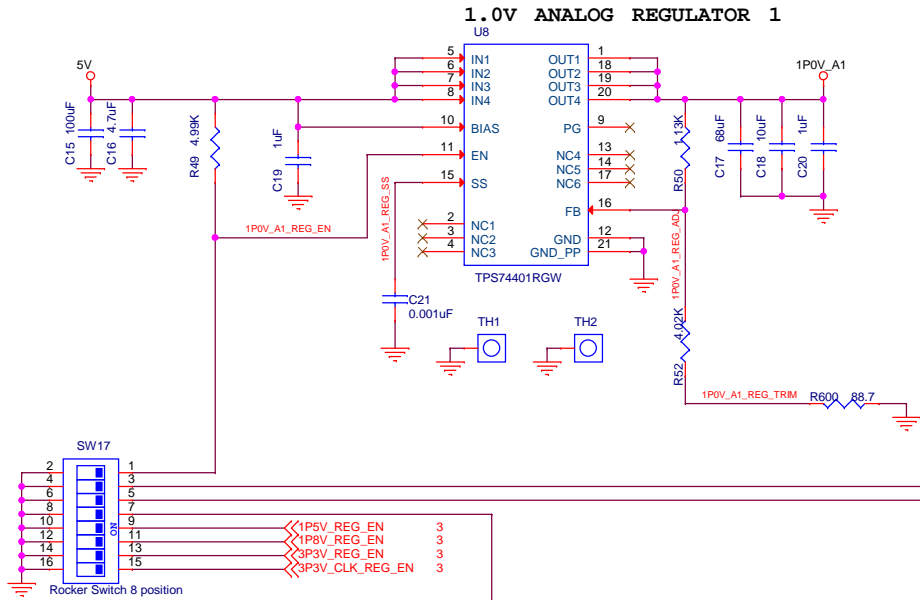 1.0V ANALOG REGULATOR 1
U8
5V
1P0V_A1
5 IN1 OUT1 1
6 IN2 OUT2 18
7 IN3 OUT3 19
8 IN4 OUT4 20
10 BIAS PG 9
11 EN NC4 13
NC5 14
15 SS NC6 17
FB 16
2 NC1
3 NC2 GND 12
4 NC3 GND_PP 21
TPS74401RGW
C15 100uF
C16 4.7uF
R49 4.99K
C19 1uF
R50 1.13K
C17 68uF
C18 10uF
C20 1uF
1P0V_A1_REG_EN
1P0V_A1_REG_SS
1P0V_A1_REG_ADJ
C21
0.001uF
TH1
TH2
R52 4.02K
1P0V_A1_REG_TRIM
R600 88.7
SW17
2 1
4 3
6 5
8 7
10 9
12 11
14 13
16 15
ON
1P5V_REG_EN 3
1P8V_REG_EN 3
3P3V_REG_EN 3
3P3V_CLK_REG_EN 3
Rocker Switch 8 position